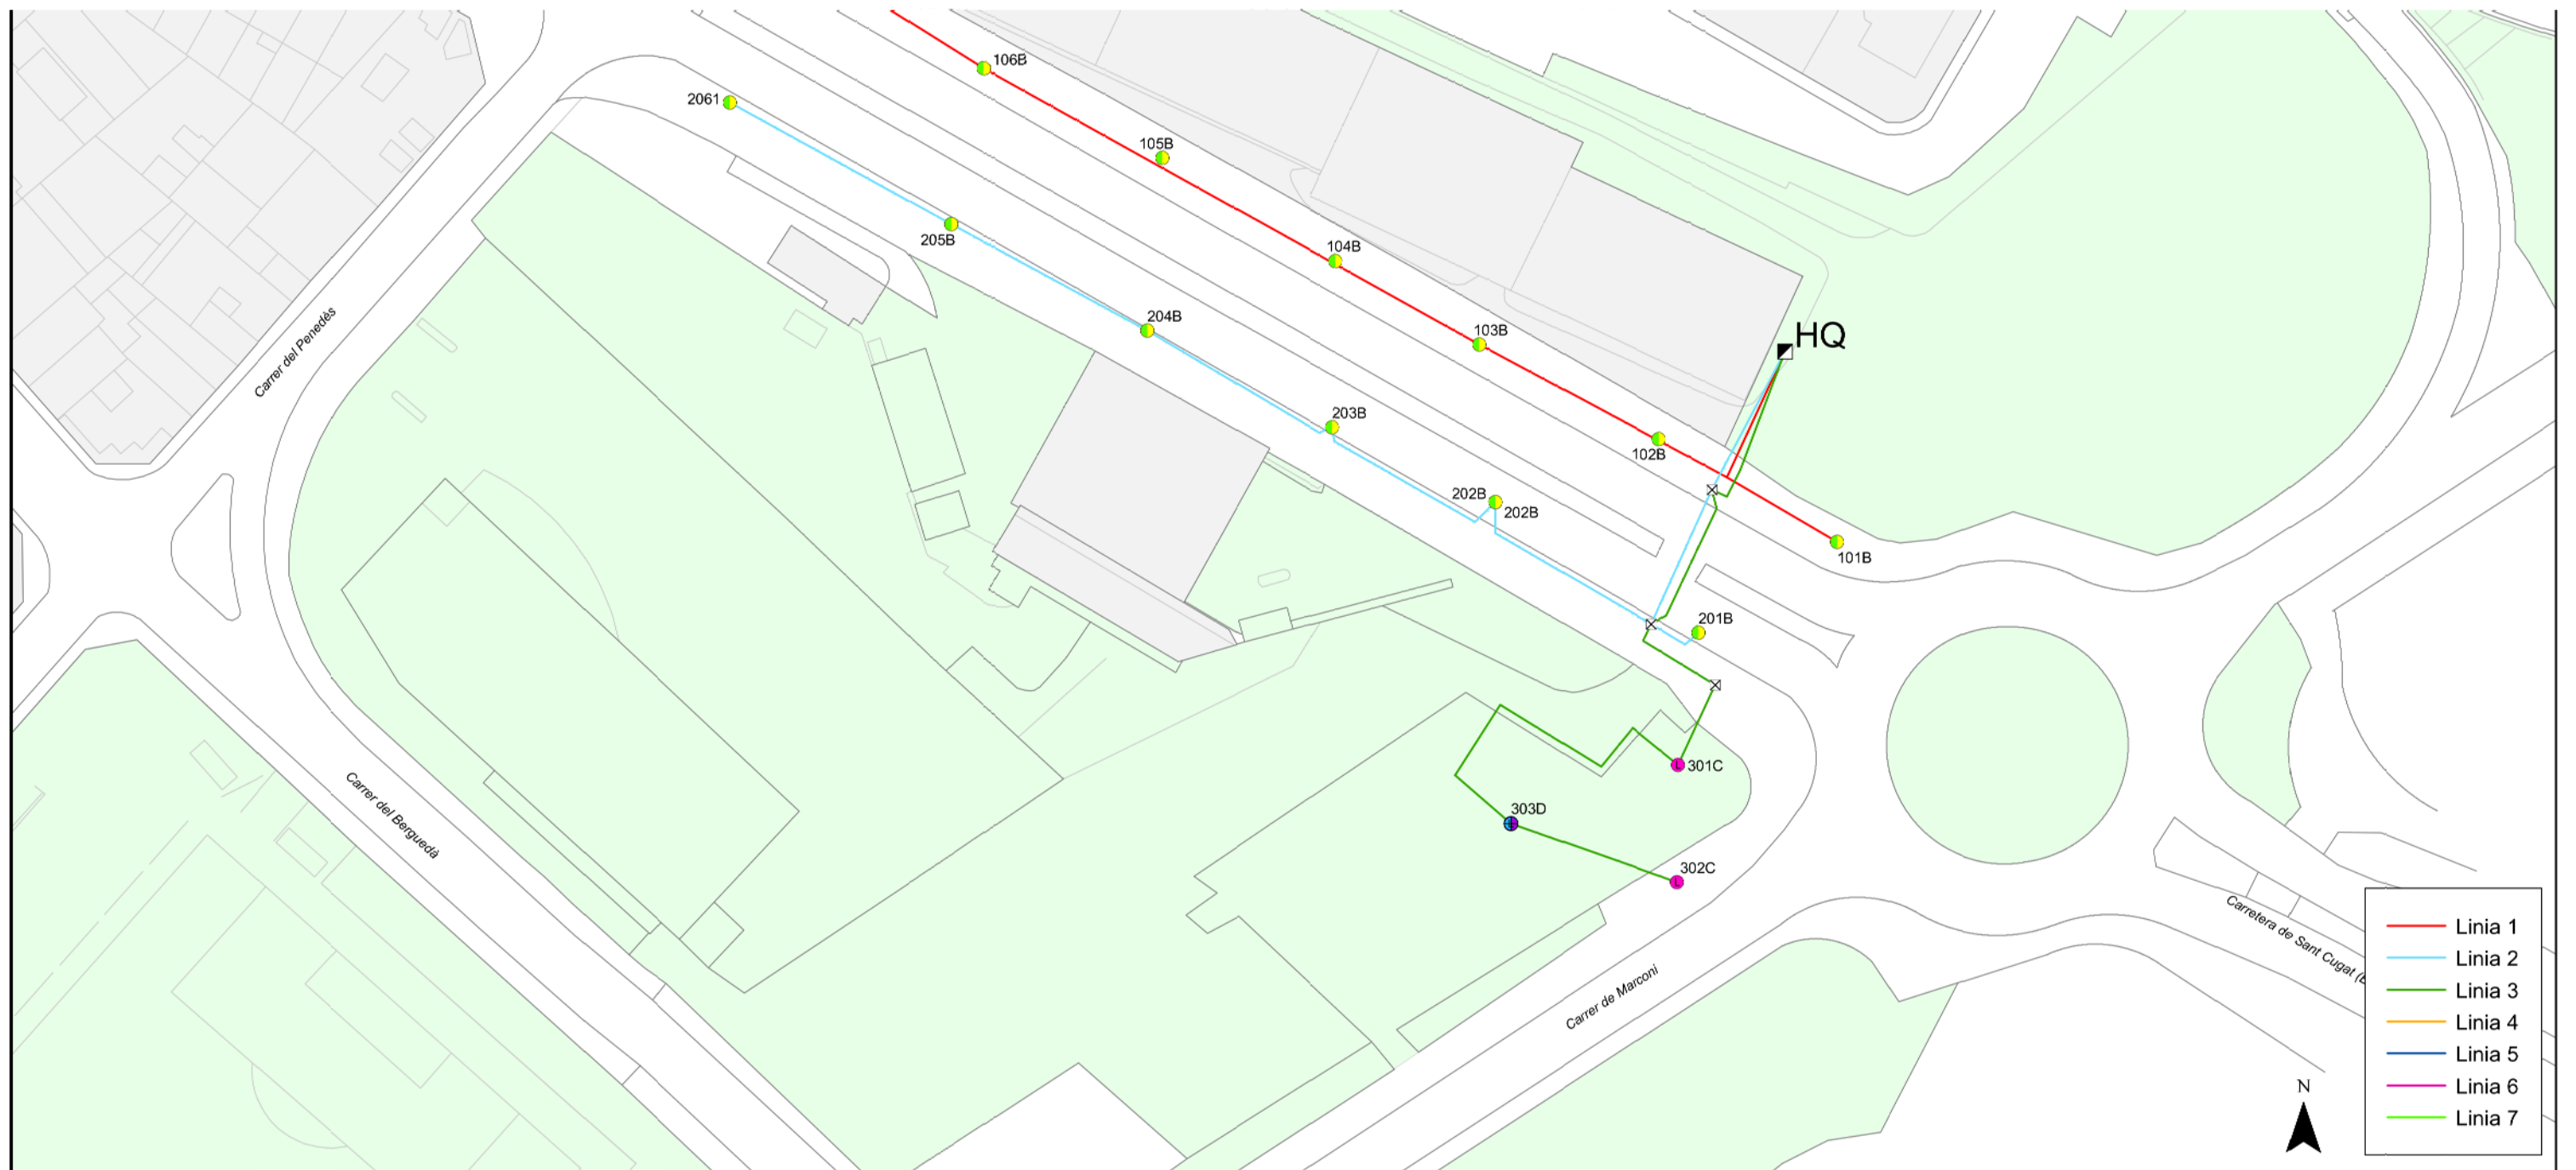 106B
2061
105B
205B
104B
204B
103B
HQ
203B
102B
202B
202B
101B
201B
301C
303D
302C
Carrer del Penedès
Carrer del Berguedà
Carrer de Marconi
Carretera de Sant Cugat
N
Linia 1
Linia 2
Linia 3
Linia 4
Linia 5
Linia 6
Linia 7